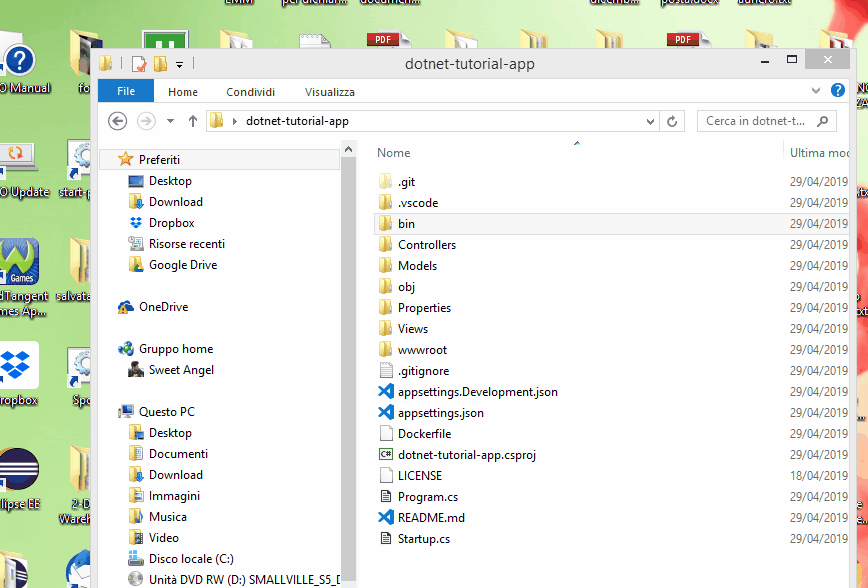 dotnet-tutorial-app
File Home Condividi Visualizza
dotnet-tutorial-app
Cerca in dotnet-t...
Nome Ultima mod
Preferiti
Desktop
Download
Dropbox
Risorse recenti
Google Drive
OneDrive
Gruppo home
Sweet Angel
Questo PC
Desktop
Documenti
Download
Immagini
Musica
Video
Disco locale (C:)
Unità DVD RW (D:) SMALLVILLE_S5_D
.git 29/04/2019
.vscode 29/04/2019
bin 29/04/2019
Controllers 29/04/2019
Models 29/04/2019
obj 29/04/2019
Properties 29/04/2019
Views 29/04/2019
wwwroot 29/04/2019
.gitignore 29/04/2019
appsettings.Development.json 29/04/2019
appsettings.json 29/04/2019
Dockerfile 29/04/2019
dotnet-tutorial-app.csproj 29/04/2019
LICENSE 18/04/2019
Program.cs 29/04/2019
README.md 29/04/2019
Startup.cs 29/04/2019
PDF
PDF
O Manual
O Update
start-p
Games
dTangent
mes Ap...
salvata
ropbox
Spo
lipse EE
2-D
Wareh